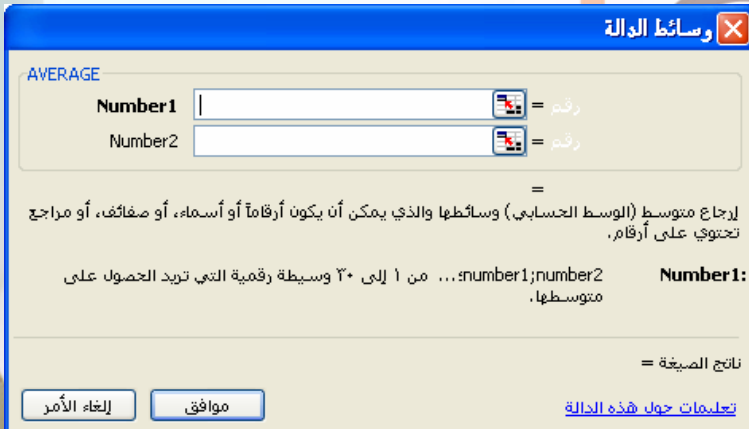 وسائط الدالة
AVERAGE
Number1 = رقم
Number2 = رقم
=
إرجاع متوسط (الوسط الحسابي) وسائطها والذي يمكن أن يكون أرقاماً أو أسماء، أو صفائف، أو مراجع
تحتوي على أرقام.
Number1: number1;number2;... من ١ إلى ٣٠ وسيطة رقمية التي تريد الحصول على
متوسطها.
ناتج الصيغة =
تعليمات حول هذه الدالة
موافق
إلغاء الأمر